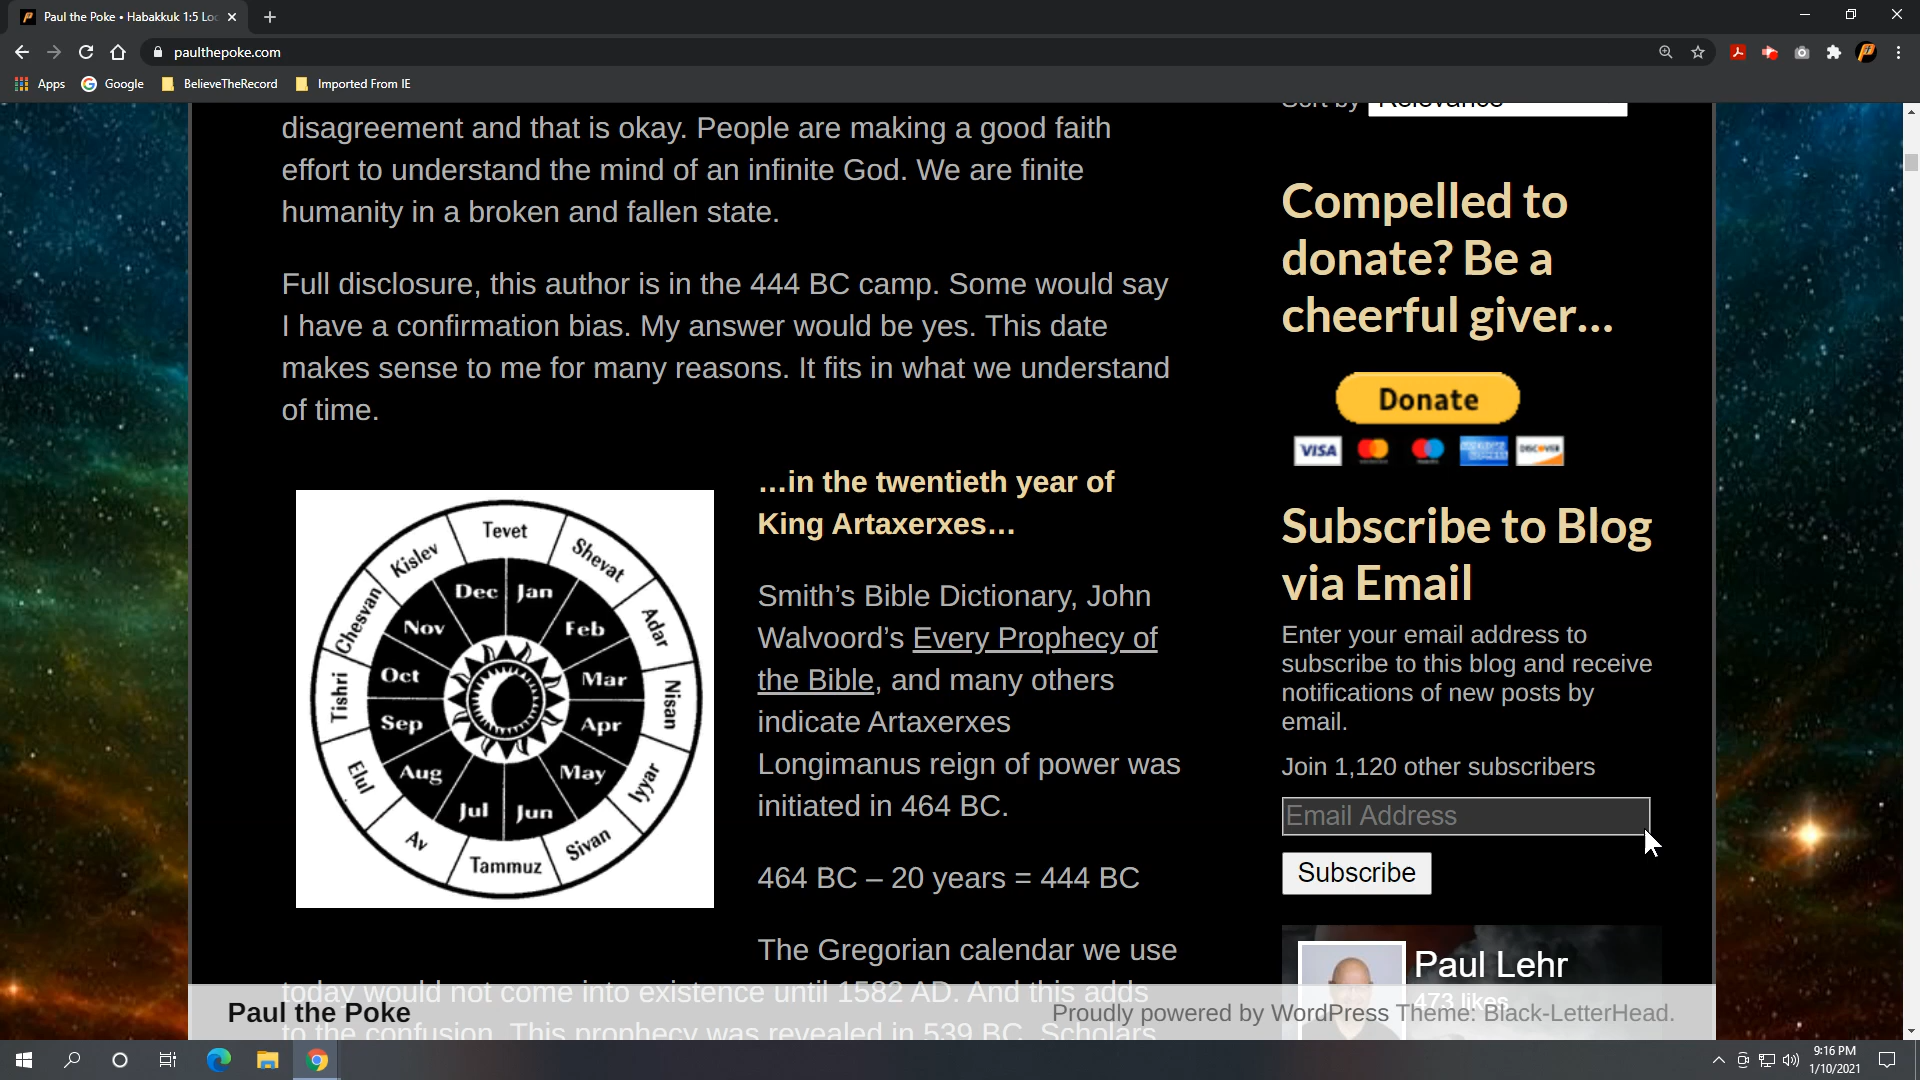 Paul the Poke • Habakkuk 1:5 Loo
paulthepoke.com
Apps
Google
BelieveTheRecord
Imported From IE
disagreement and that is okay. People are making a good faith
effort to understand the mind of an infinite God. We are finite
humanity in a broken and fallen state.
Full disclosure, this author is in the 444 BC camp. Some would say
I have a confirmation bias. My answer would be yes. This date
makes sense to me for many reasons. It fits in what we understand
of time.
Tevet
Shevat
Adar
Nisan
Iyyar
Sivan
Tammuz
Av
Elul
Tishri
Chesvan
Kislev
Jan
Feb
Mar
Apr
May
Jun
Jul
Aug
Sep
Oct
Nov
Dec
…in the twentieth year of
King Artaxerxes…
Smith’s Bible Dictionary, John
Walvoord’s Every Prophecy of
the Bible, and many others
indicate Artaxerxes
Longimanus reign of power was
initiated in 464 BC.
464 BC – 20 years = 444 BC
The Gregorian calendar we use
today would not come into existence until 1582 AD. And this adds
to the confusion. This prophecy was revealed in 539 BC. Scholars
Sort by Relevance
Compelled to
donate? Be a
cheerful giver…
Donate
VISA
DISCOVER
Subscribe to Blog
via Email
Enter your email address to
subscribe to this blog and receive
notifications of new posts by
email.
Join 1,120 other subscribers
Email Address
Subscribe
Paul Lehr
473 likes
Paul the Poke
Proudly powered by WordPress Theme: Black-LetterHead.
9:16 PM
1/10/2021